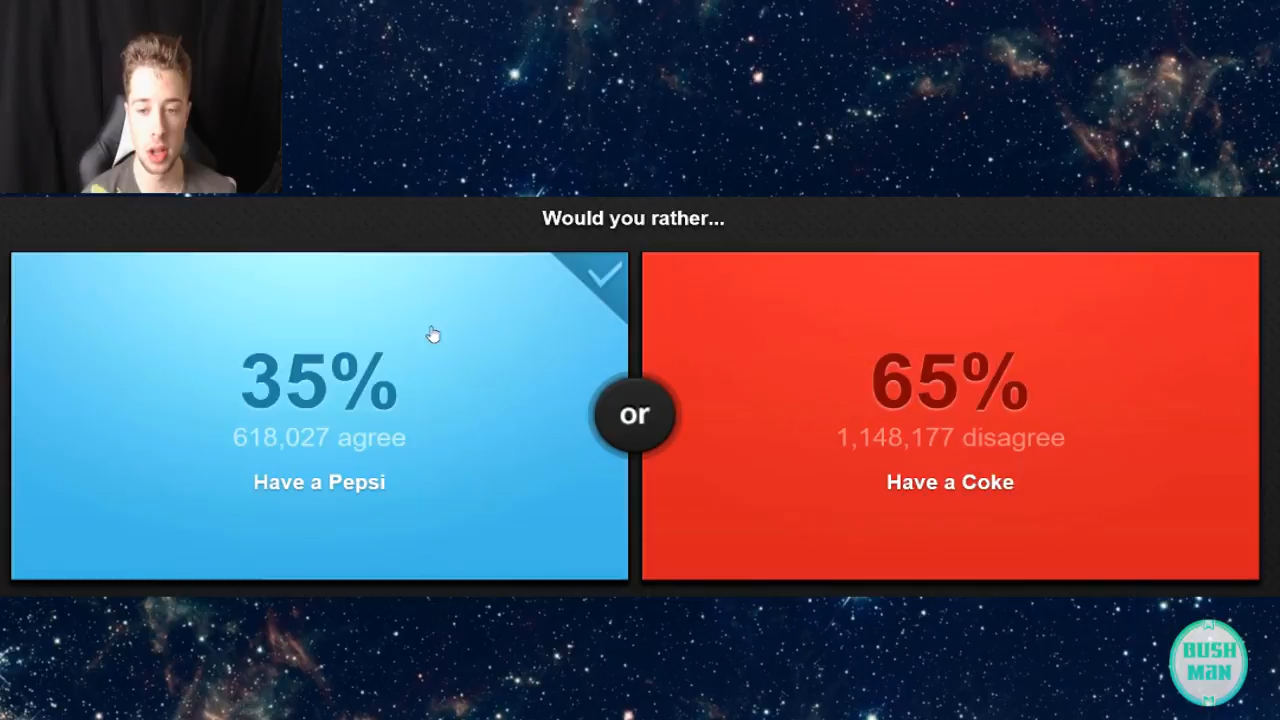 Would you rather...
35%
618,027 agree
Have a Pepsi
or
65%
1,148,177 disagree
Have a Coke
BUSH
MAN